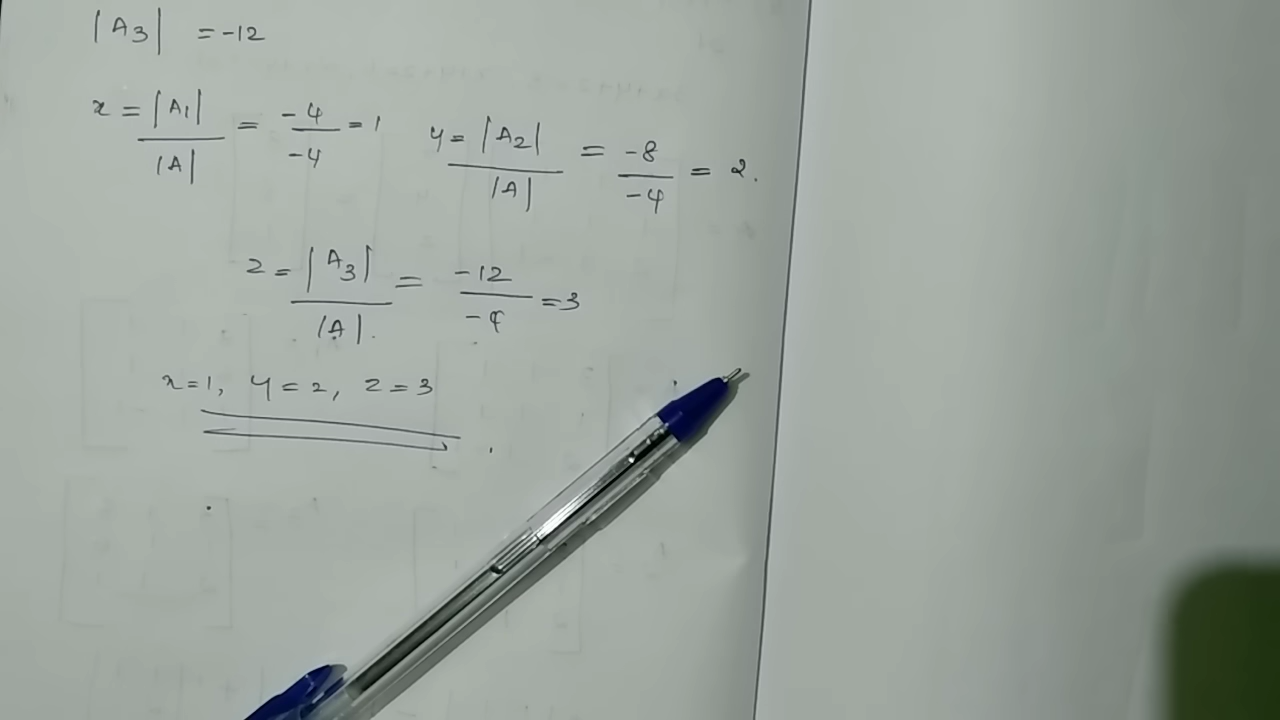 |A3| = -12
x = |A1| / |A| = -4 / -4 = 1 y = |A2| / |A| = -8 / -4 = 2.
z = |A3| / |A|. = -12 / -4 = 3
x=1, y=2, z=3